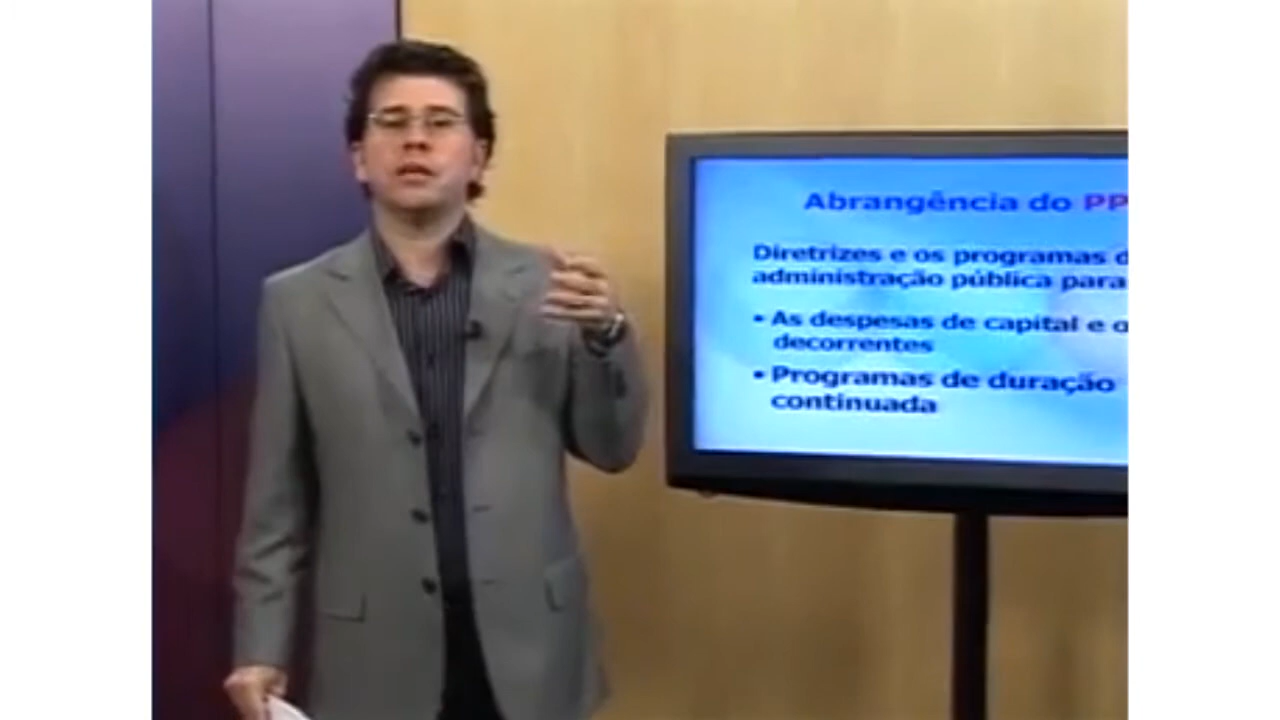 Abrangência do PP
Diretrizes e os programas d
administração pública para
• As despesas de capital e o
decorrentes
• Programas de duração
continuada